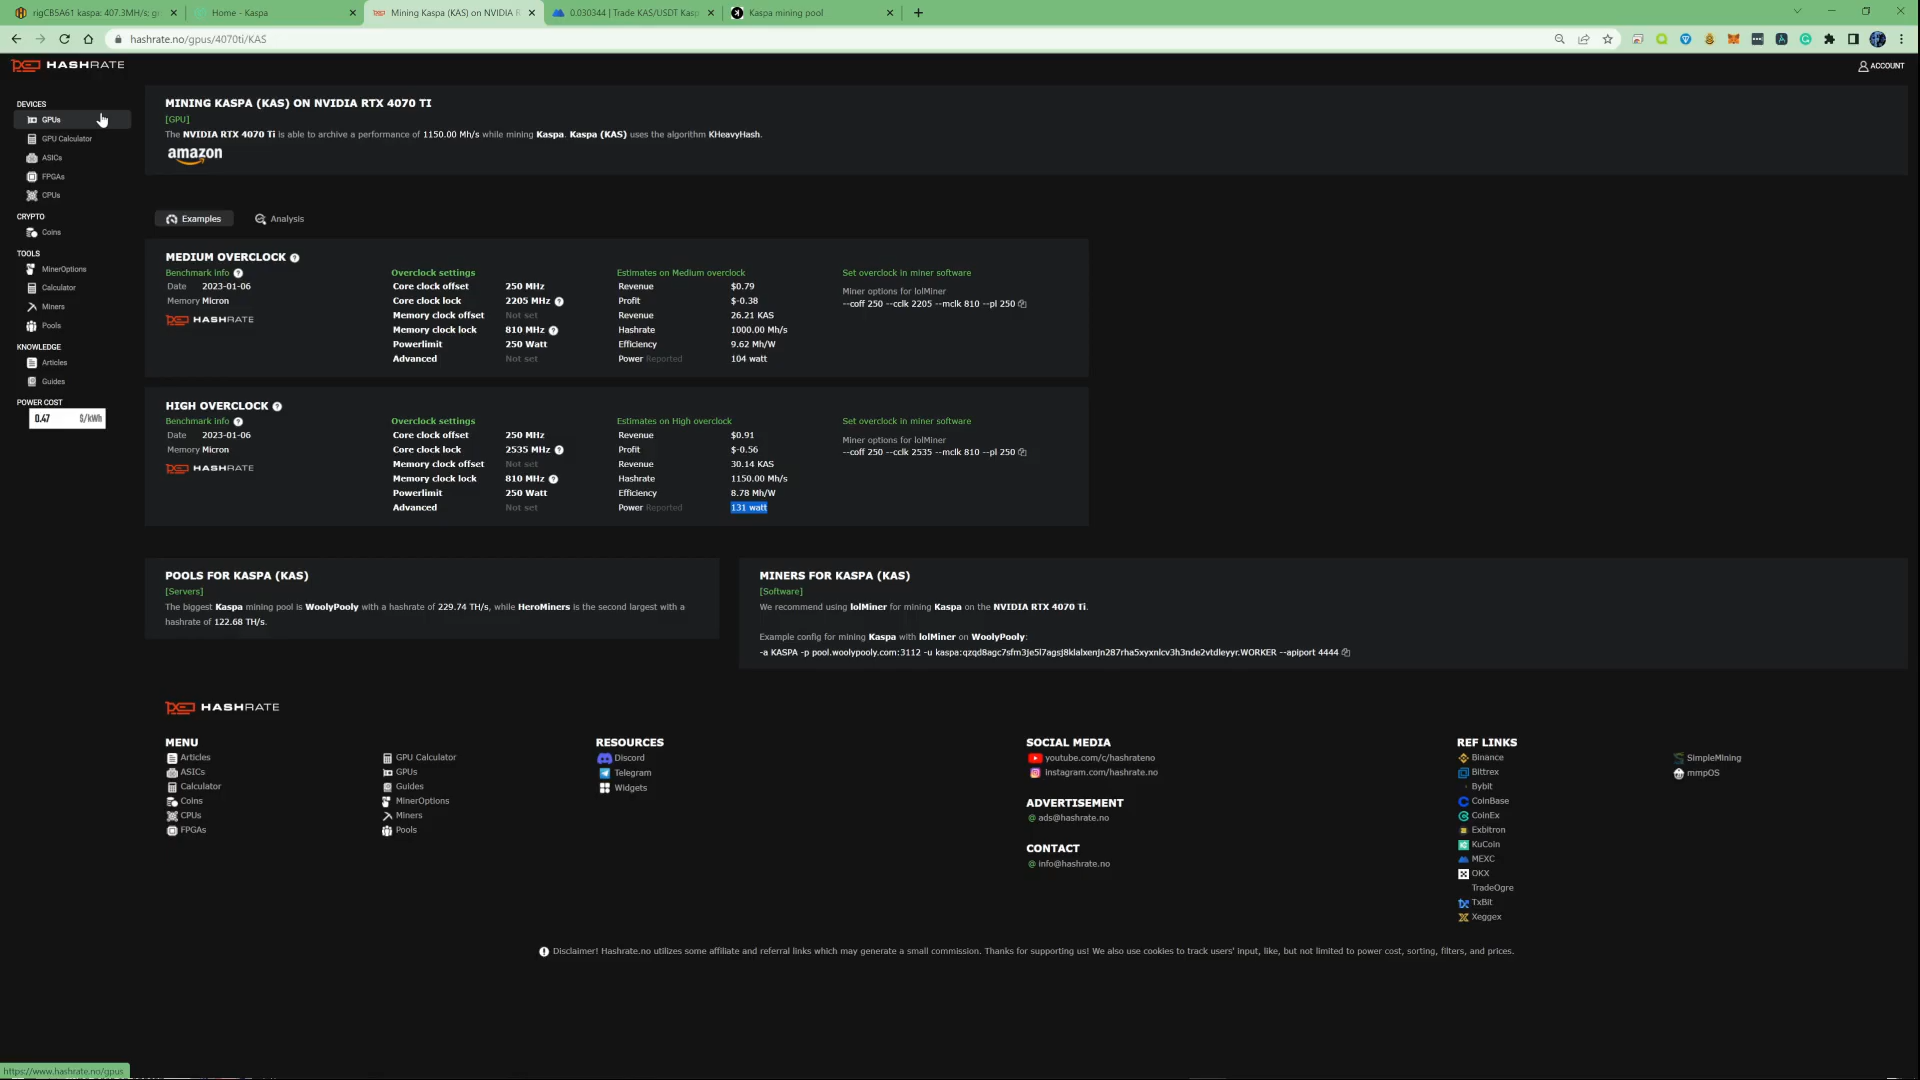 rigCB5A61 kaspa: 407.3MH/s: g
Home - Kaspa
Mining Kaspa (KAS) on NVIDIA R
0.030344 | Trade KAS/USDT Kasp
Kaspa mining pool
hashrate.no/gpus/4070ti/KAS
HASHRATE
ACCOUNT
DEVICES
GPUs
GPU Calculator
ASICs
FPGAs
CPUs
CRYPTO
Coins
TOOLS
MinerOptions
Calculator
Miners
Pools
KNOWLEDGE
Articles
Guides
POWER COST
0.47 $/kWh
MINING KASPA (KAS) ON NVIDIA RTX 4070 TI
[GPU]
The NVIDIA RTX 4070 Ti is able to archive a performance of 1150.00 Mh/s while mining Kaspa. Kaspa (KAS) uses the algorithm KHeavyHash.
amazon
Examples
Analysis
MEDIUM OVERCLOCK
Benchmark info
Date 2023-01-06
Memory Micron
HASHRATE
Overclock settings
Core clock offset 250 MHz
Core clock lock 2205 MHz
Memory clock offset Not set
Memory clock lock 810 MHz
Powerlimit 250 Watt
Advanced Not set
Estimates on Medium overclock
Revenue $0.79
Profit $-0.38
Revenue 26.21 KAS
Hashrate 1000.00 Mh/s
Efficiency 9.62 Mh/W
Power Reported 104 watt
Set overclock in miner software
Miner options for lolMiner
--coff 250 --cclk 2205 --mclk 810 --pl 250
HIGH OVERCLOCK
Benchmark info
Date 2023-01-06
Memory Micron
HASHRATE
Overclock settings
Core clock offset 250 MHz
Core clock lock 2535 MHz
Memory clock offset Not set
Memory clock lock 810 MHz
Powerlimit 250 Watt
Advanced Not set
Estimates on High overclock
Revenue $0.91
Profit $-0.56
Revenue 30.14 KAS
Hashrate 1150.00 Mh/s
Efficiency 8.78 Mh/W
Power Reported 131 watt
Set overclock in miner software
Miner options for lolMiner
--coff 250 --cclk 2535 --mclk 810 --pl 250
POOLS FOR KASPA (KAS)
[Servers]
The biggest Kaspa mining pool is WoolyPooly with a hashrate of 229.74 TH/s, while HeroMiners is the second largest with a
hashrate of 122.68 TH/s.
MINERS FOR KASPA (KAS)
[Software]
We recommend using lolMiner for mining Kaspa on the NVIDIA RTX 4070 Ti.
Example config for mining Kaspa with lolMiner on WoolyPooly:
-a KASPA -p pool.woolypooly.com:3112 -u kaspa:qzqd8agc7sfm3je5l7agsj8klalxenjn287rha5xyxnlcv3h3nde2vtdleyyr.WORKER --apiport 4444
HASHRATE
MENU
Articles
ASICs
Calculator
Coins
CPUs
FPGAs
GPU Calculator
GPUs
Guides
MinerOptions
Miners
Pools
RESOURCES
Discord
Telegram
Widgets
SOCIAL MEDIA
youtube.com/c/hashrateno
instagram.com/hashrate.no
ADVERTISEMENT
@ ads@hashrate.no
CONTACT
@ info@hashrate.no
REF LINKS
Binance
Bittrex
Bybit
CoinBase
CoinEx
Exbitron
KuCoin
MEXC
OKX
TradeOgre
TxBit
Xeggex
SimpleMining
mmpOS
Disclaimer! Hashrate.no utilizes some affiliate and referral links which may generate a small commission. Thanks for supporting us! We also use cookies to track users' input, like, but not limited to power cost, sorting, filters, and prices.
https://www.hashrate.no/gpus